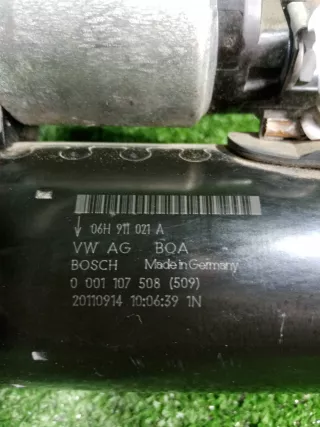 06H 911 021 A
VW AG BOA
BOSCH Made in Germany
0 001 107 508 (509)
20110914 10:06:39 1N